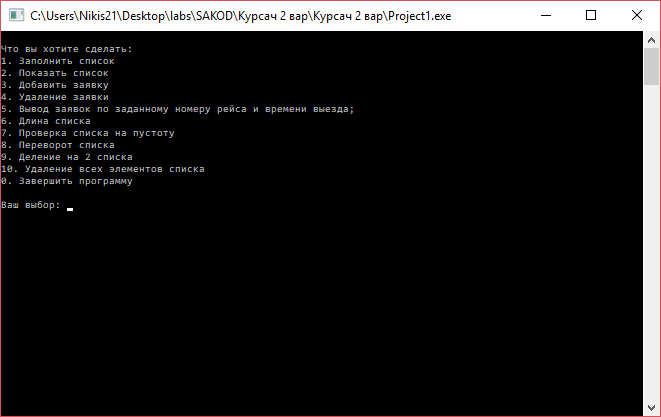 C:\Users\Nikis21\Desktop\labs\SAKOD\Курсач 2 вар\Курсач 2 вар\Project1.exe
Что вы хотите сделать:
1. Заполнить список
2. Показать список
3. Добавить заявку
4. Удаление заявки
5. Вывод заявок по заданному номеру рейса и времени выезда;
6. Длина списка
7. Проверка списка на пустоту
8. Переворот списка
9. Деление на 2 списка
10. Удаление всех элементов списка
0. Завершить программу
Ваш выбор: